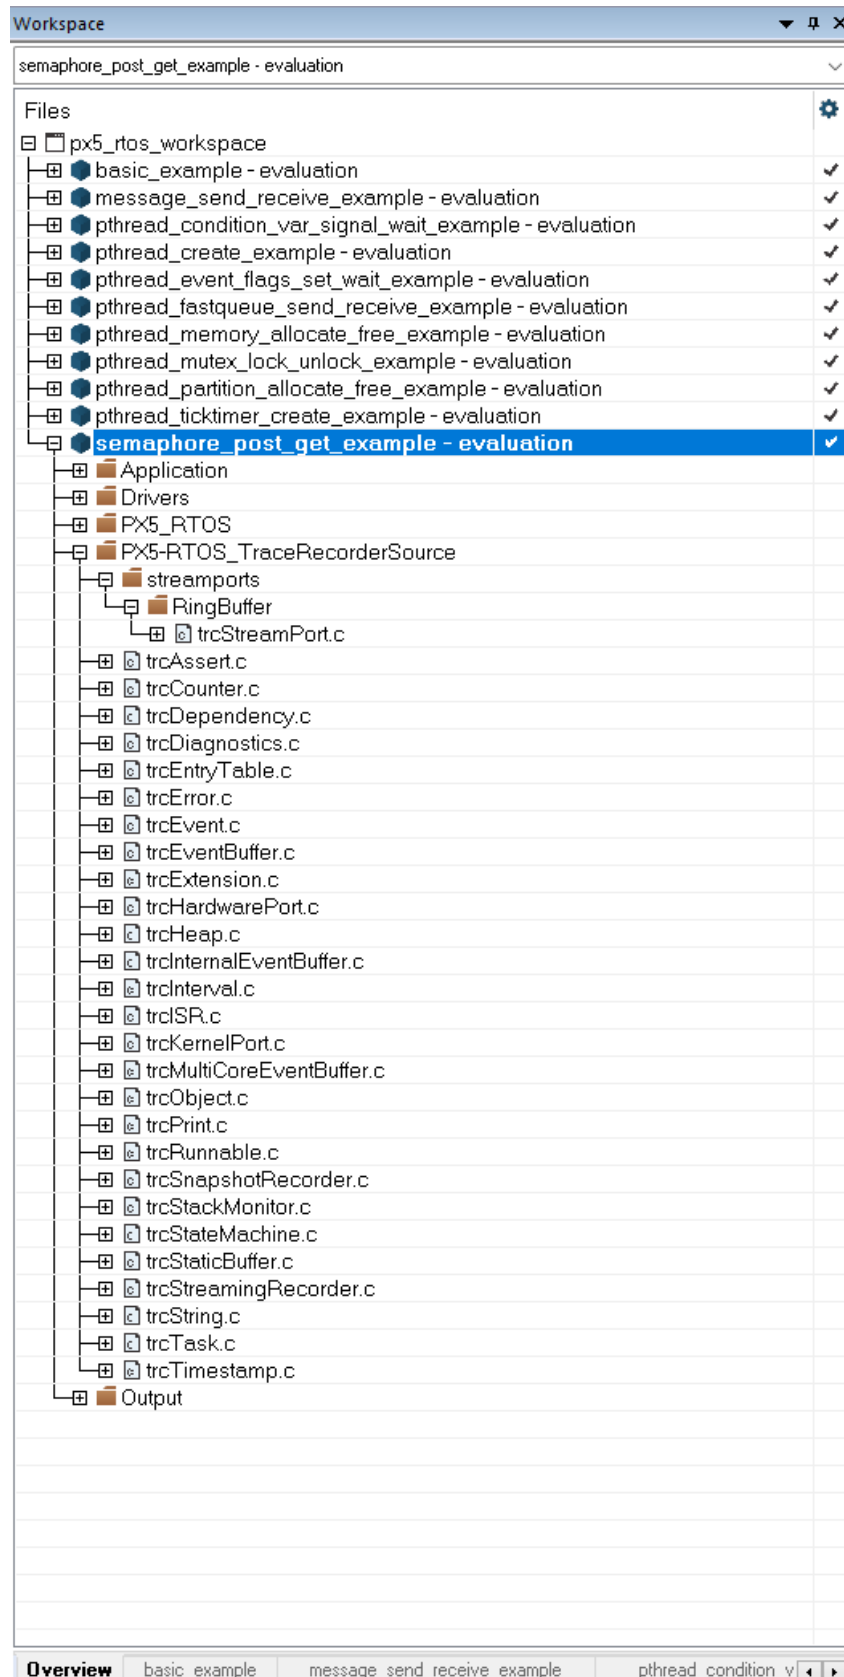 Workspace
semaphore_post_get_example - evaluation
Files
px5_rtos_workspace
basic_example - evaluation
message_send_receive_example - evaluation
pthread_condition_var_signal_wait_example - evaluation
pthread_create_example - evaluation
pthread_event_flags_set_wait_example - evaluation
pthread_fastqueue_send_receive_example - evaluation
pthread_memory_allocate_free_example - evaluation
pthread_mutex_lock_unlock_example - evaluation
pthread_partition_allocate_free_example - evaluation
pthread_ticktimer_create_example - evaluation
semaphore_post_get_example - evaluation
Application
Drivers
PX5_RTOS
PX5-RTOS_TraceRecorderSource
streamports
RingBuffer
trcStreamPort.c
trcAssert.c
trcCounter.c
trcDependency.c
trcDiagnostics.c
trcEntryTable.c
trcError.c
trcEvent.c
trcEventBuffer.c
trcExtension.c
trcHardwarePort.c
trcHeap.c
trcInternalEventBuffer.c
trcInterval.c
trcISR.c
trcKernelPort.c
trcMultiCoreEventBuffer.c
trcObject.c
trcPrint.c
trcRunnable.c
trcSnapshotRecorder.c
trcStackMonitor.c
trcStateMachine.c
trcStaticBuffer.c
trcStreamingRecorder.c
trcString.c
trcTask.c
trcTimestamp.c
Output
Overview basic_example message_send_receive_example pthread_condition_v